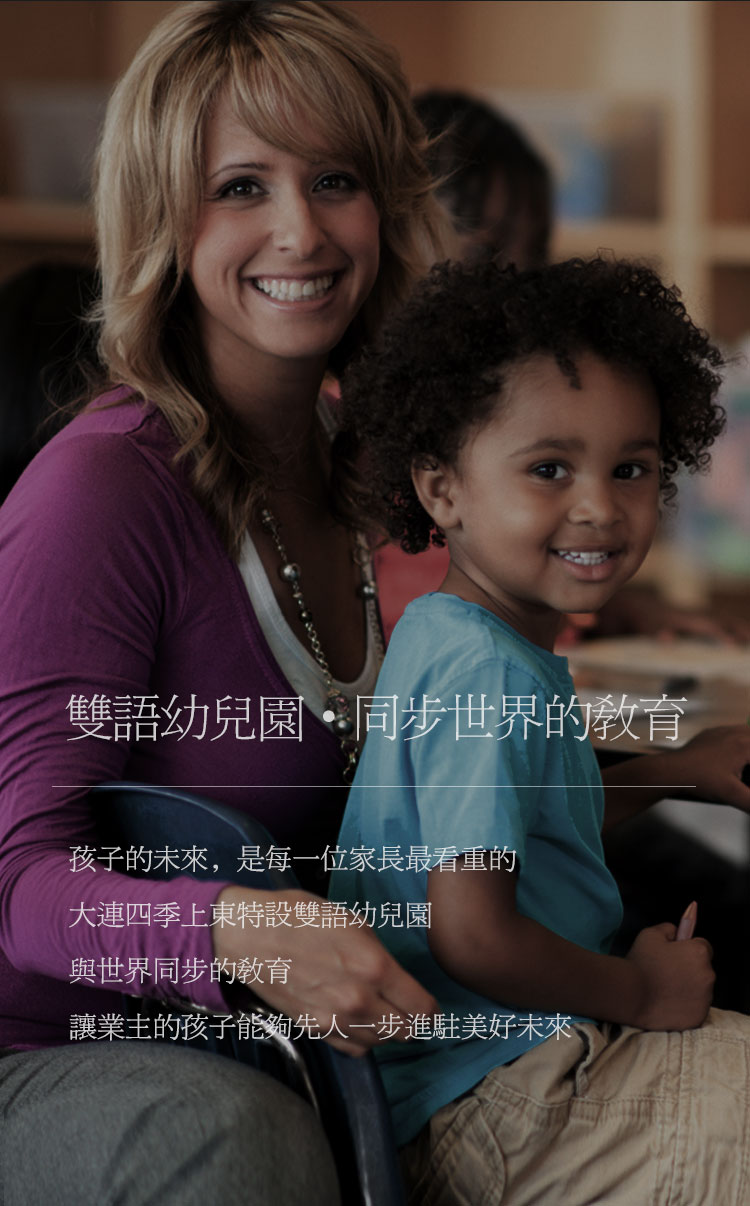 雙語幼兒園·同步世界的教育
孩子的未來，是每一位家長最看重的
大連四季上東特設雙語幼兒園
與世界同步的教育
讓業主的孩子能夠先人一步進駐美好未來